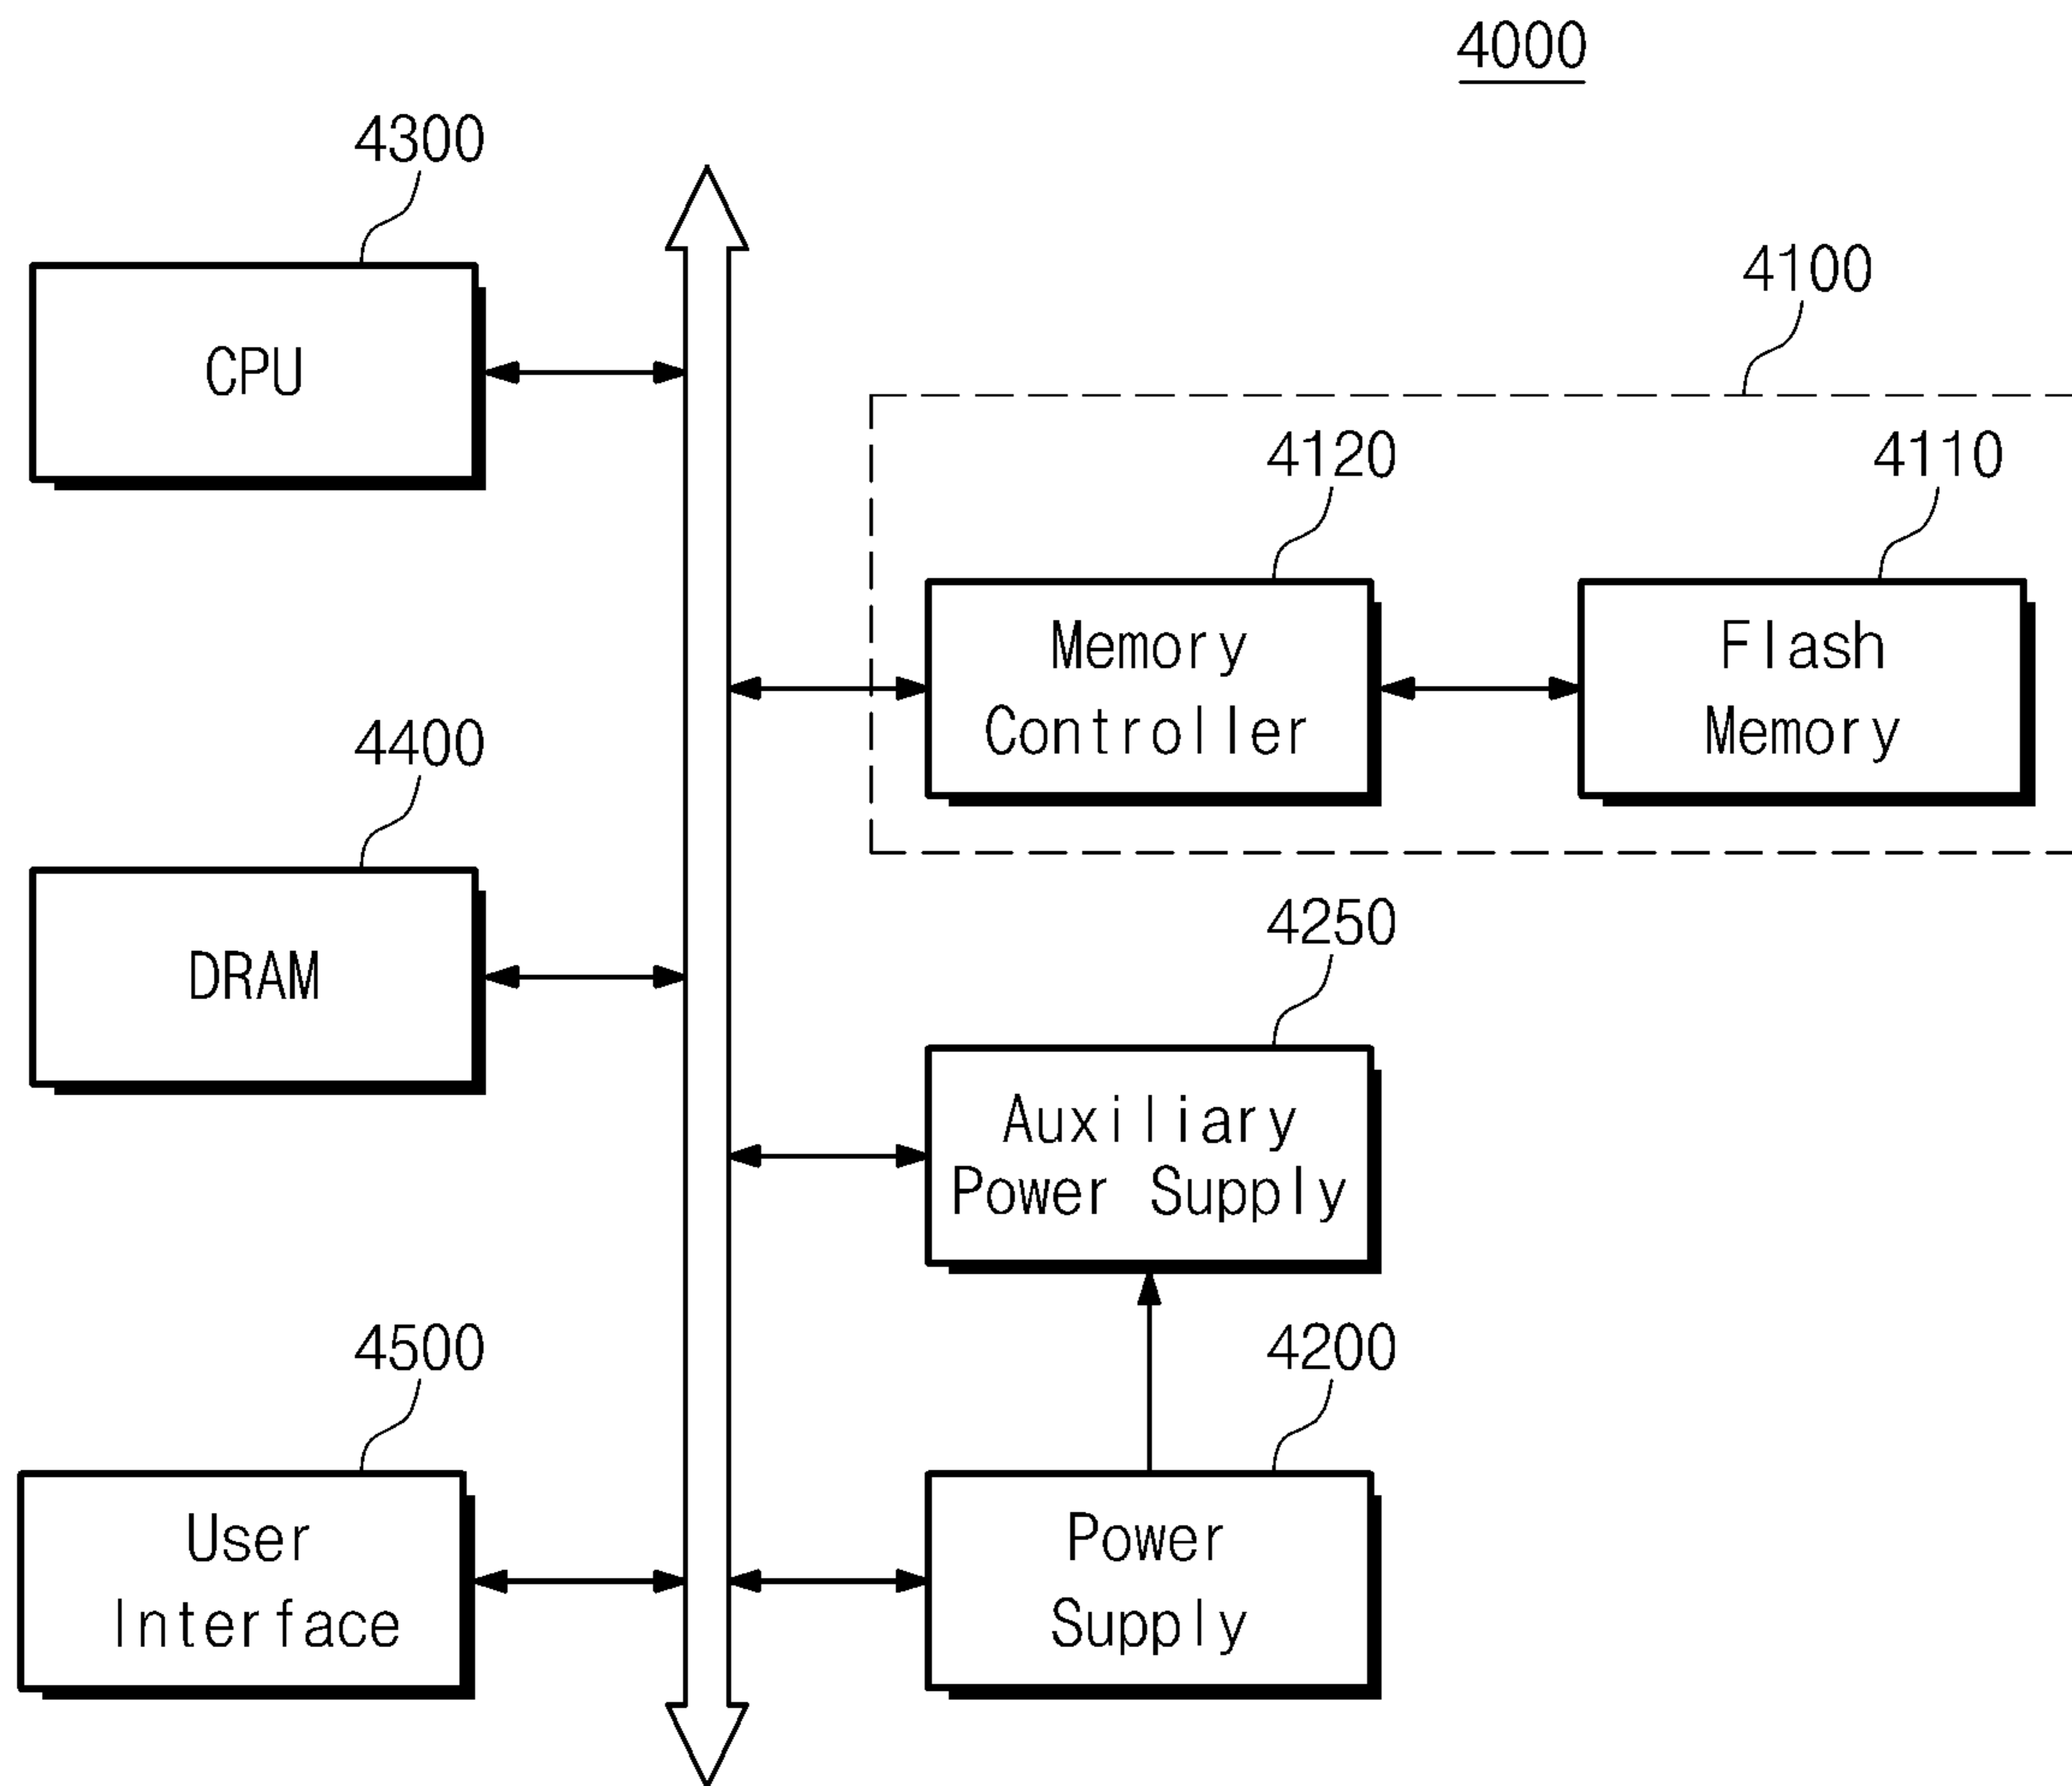 4000
4300
CPU
4100
4120
4110
Memory
Controller
Flash
Memory
4400
DRAM
4250
Auxiliary
Power Supply
4500
User
Interface
4200
Power
Supply